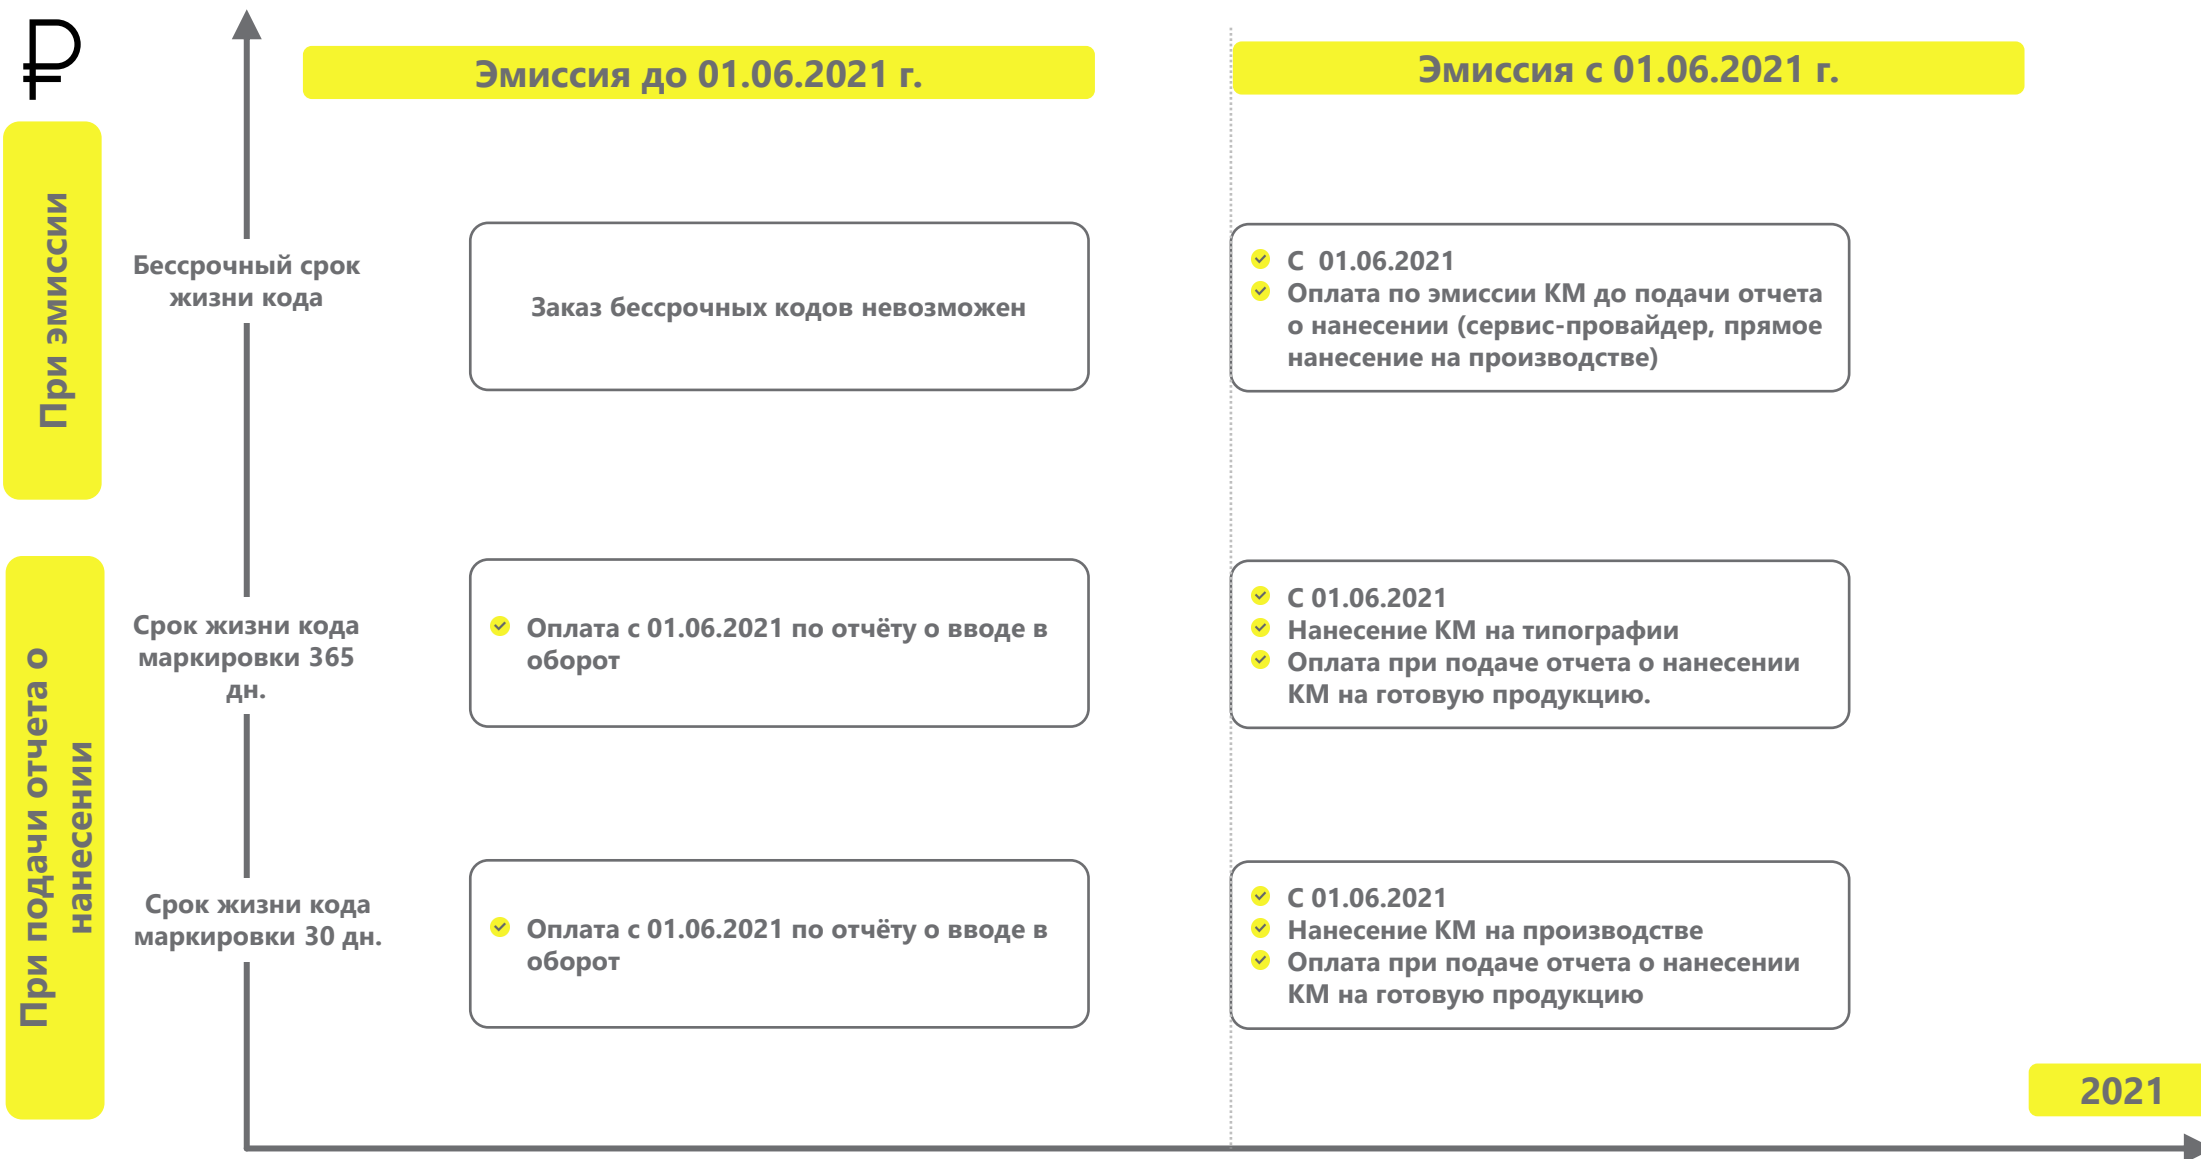 ₽
Эмиссия до 01.06.2021 г.
Эмиссия с 01.06.2021 г.
При эмиссии
Бессрочный срок
жизни кода
Заказ бессрочных кодов невозможен
С  01.06.2021
Оплата по эмиссии КМ до подачи отчета
о нанесении (сервис-провайдер, прямое
нанесение на производстве)
При подачи отчета о
нанесении
Срок жизни кода
маркировки 365
дн.
Оплата с 01.06.2021 по отчёту о вводе в
оборот
С 01.06.2021
Нанесение КМ на типографии
Оплата при подаче отчета о нанесении
КМ на готовую продукцию.
Срок жизни кода
маркировки 30 дн.
Оплата с 01.06.2021 по отчёту о вводе в
оборот
С 01.06.2021
Нанесение КМ на производстве
Оплата при подаче отчета о нанесении
КМ на готовую продукцию
2021